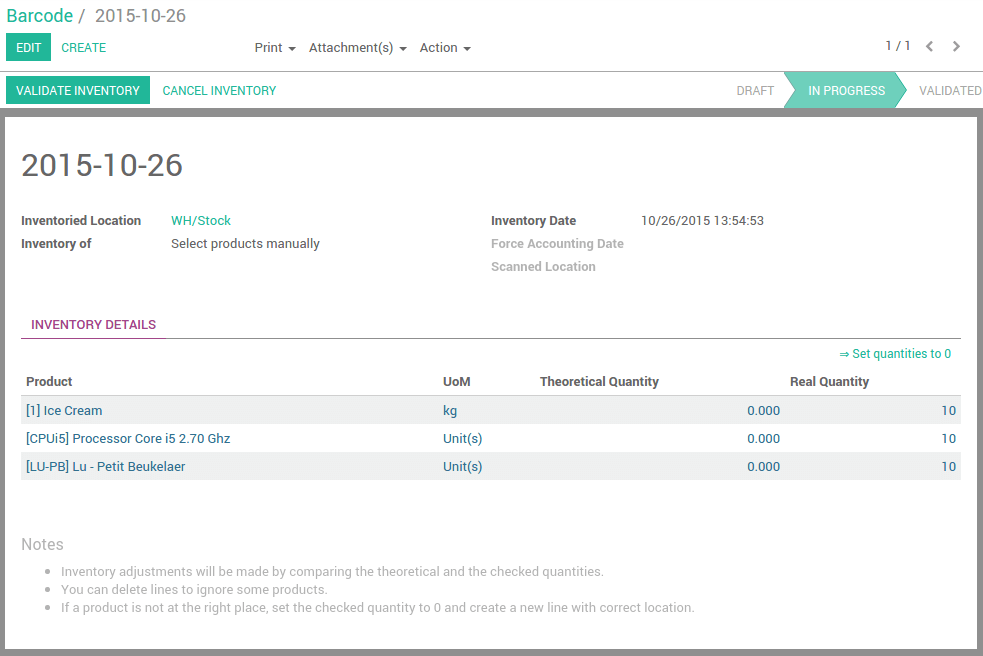 Barcode / 2015-10-26
EDIT CREATE Print Attachment(s) Action 1 / 1
VALIDATE INVENTORY CANCEL INVENTORY DRAFT IN PROGRESS VALIDATED
2015-10-26
Inventoried Location WH/Stock Inventory Date 10/26/2015 13:54:53
Inventory of Select products manually Force Accounting Date
Scanned Location
INVENTORY DETAILS
⇒ Set quantities to 0
Product UoM Theoretical Quantity Real Quantity
[1] Ice Cream kg 0.000 10
[CPUi5] Processor Core i5 2.70 Ghz Unit(s) 0.000 10
[LU-PB] Lu - Petit Beukelaer Unit(s) 0.000 10
Notes
• Inventory adjustments will be made by comparing the theoretical and the checked quantities.
• You can delete lines to ignore some products.
• If a product is not at the right place, set the checked quantity to 0 and create a new line with correct location.